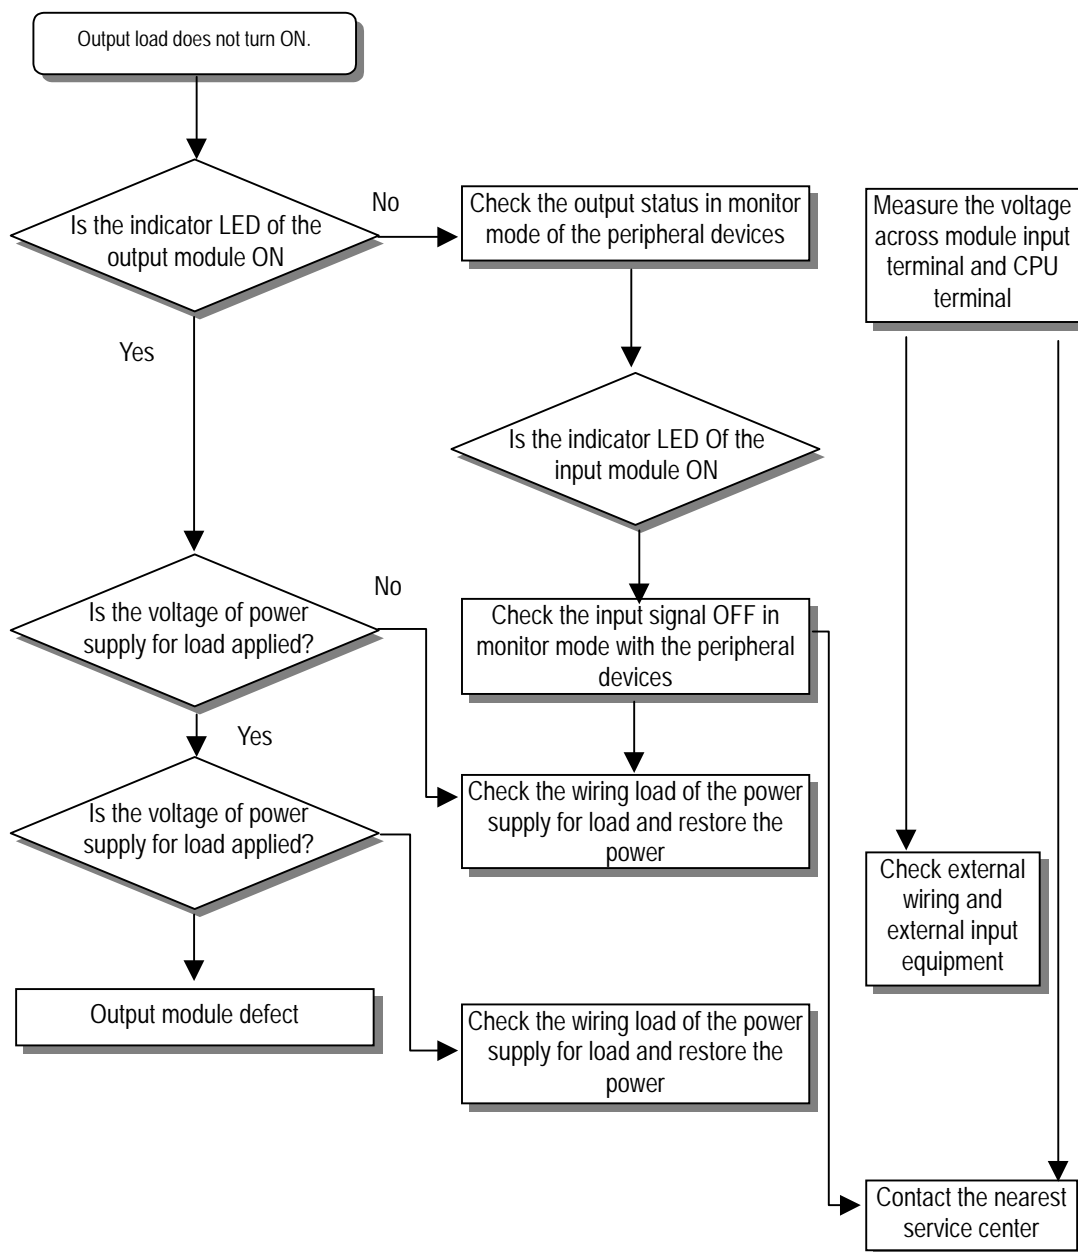 Output load does not turn ON.
Is the indicator LED of the
output module ON
No
Yes
Check the output status in monitor
mode of the peripheral devices
Measure the voltage
across module input
terminal and CPU
terminal
Is the indicator LED Of the
input module ON
Is the voltage of power
supply for load applied?
No
Yes
Check the input signal OFF in
monitor mode with the peripheral
devices
Is the voltage of power
supply for load applied?
Check the wiring load of the power
supply for load and restore the
power
Check external
wiring and
external input
equipment
Output module defect
Check the wiring load of the power
supply for load and restore the
power
Contact the nearest
service center